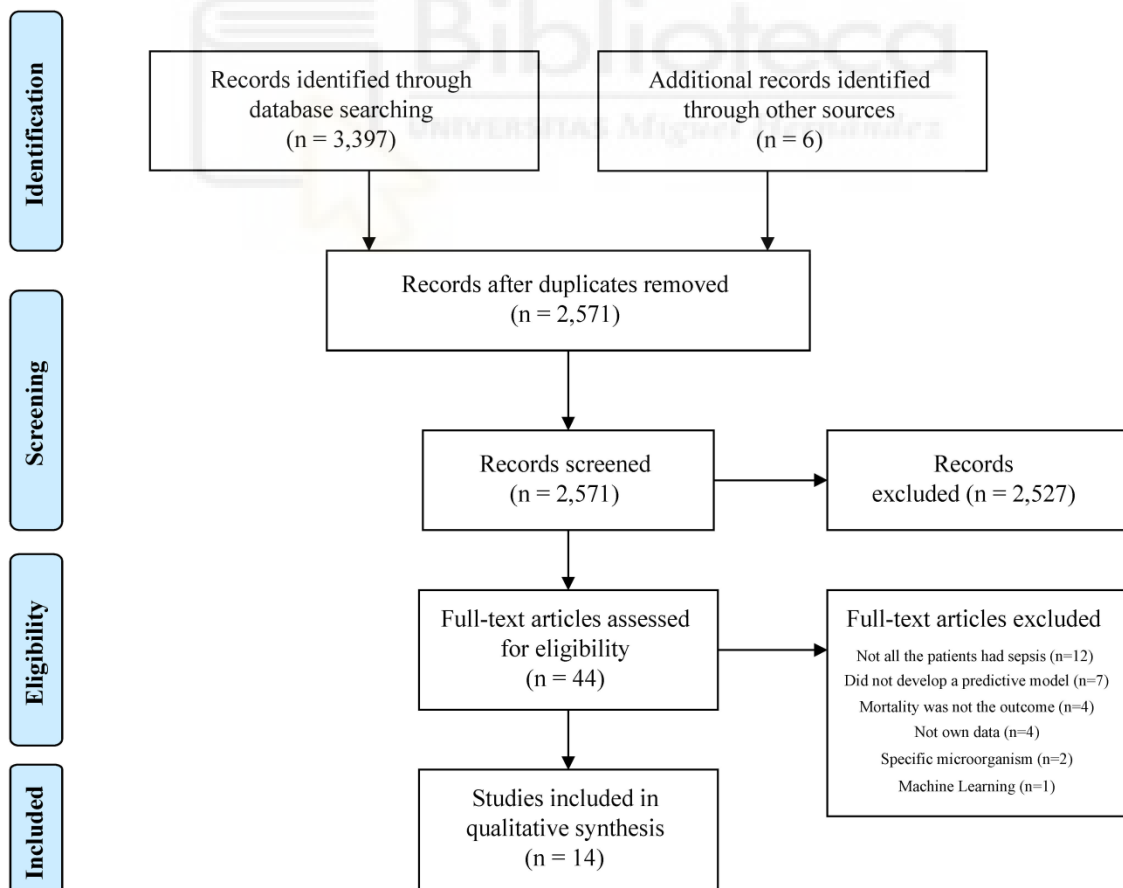 Biblioteca
UNIVERSITAS Miguel Hernández
Identification
Records identified through
database searching
(n = 3,397)
Additional records identified
through other sources
(n = 6)
Records after duplicates removed
(n = 2,571)
Screening
Records screened
(n = 2,571)
Records
excluded (n = 2,527)
Eligibility
Full-text articles assessed
for eligibility
(n = 44)
Full-text articles excluded
Not all the patients had sepsis (n=12)
Did not develop a predictive model (n=7)
Mortality was not the outcome (n=4)
Not own data (n=4)
Specific microorganism (n=2)
Machine Learning (n=1)
Included
Studies included in
qualitative synthesis
(n = 14)